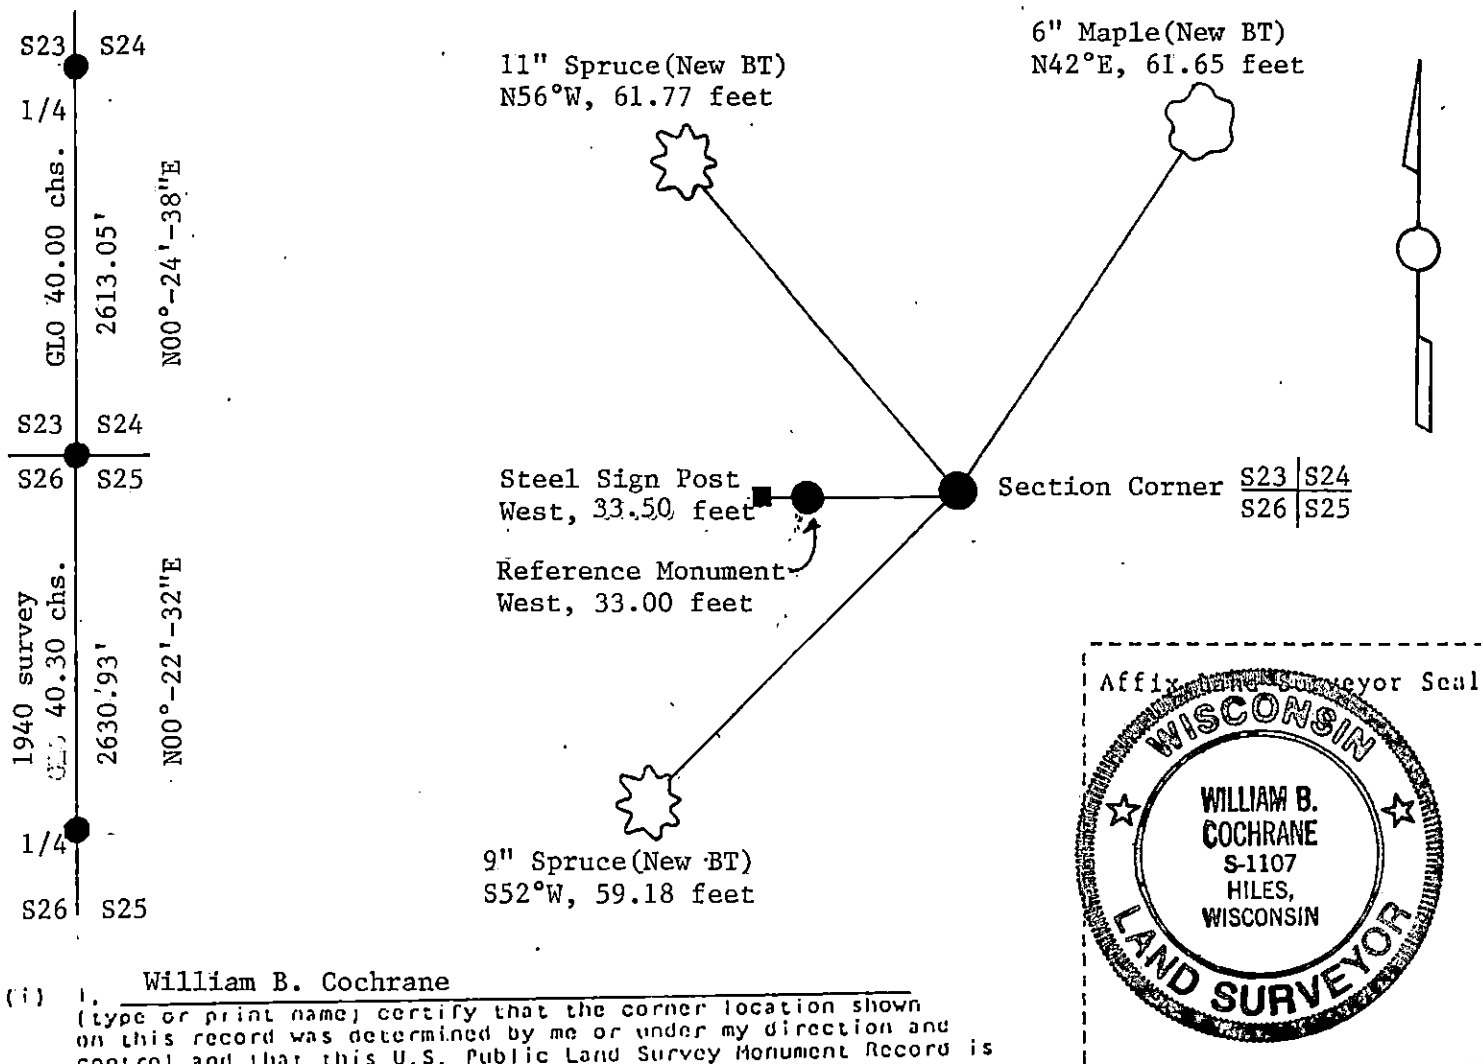 S23 S24
1/4
GLO 40.00 chs.
2613.05'
N00°-24'-38"E
S23 S24
S26 S25
1940 survey
40.30 chs.
2630.93'
N00°-22'-32"E
1/4
S26 S25
11" Spruce(New BT)
N56°W, 61.77 feet
6" Maple(New BT)
N42°E, 61.65 feet
Steel Sign Post
West, 33.50 feet
Reference Monument
West, 33.00 feet
Section Corner S23 S24
S26 S25
9" Spruce(New BT)
S52°W, 59.18 feet
Affix Land Surveyor Seal
WISCONSIN
WILLIAM B.
COCHRANE
S-1107
HILES,
WISCONSIN
LAND SURVEYOR
(i) I, William B. Cochrane
(type or print name) certify that the corner location shown
on this record was determined by me or under my direction and
control and that this U.S. Public Land Survey Monument Record is